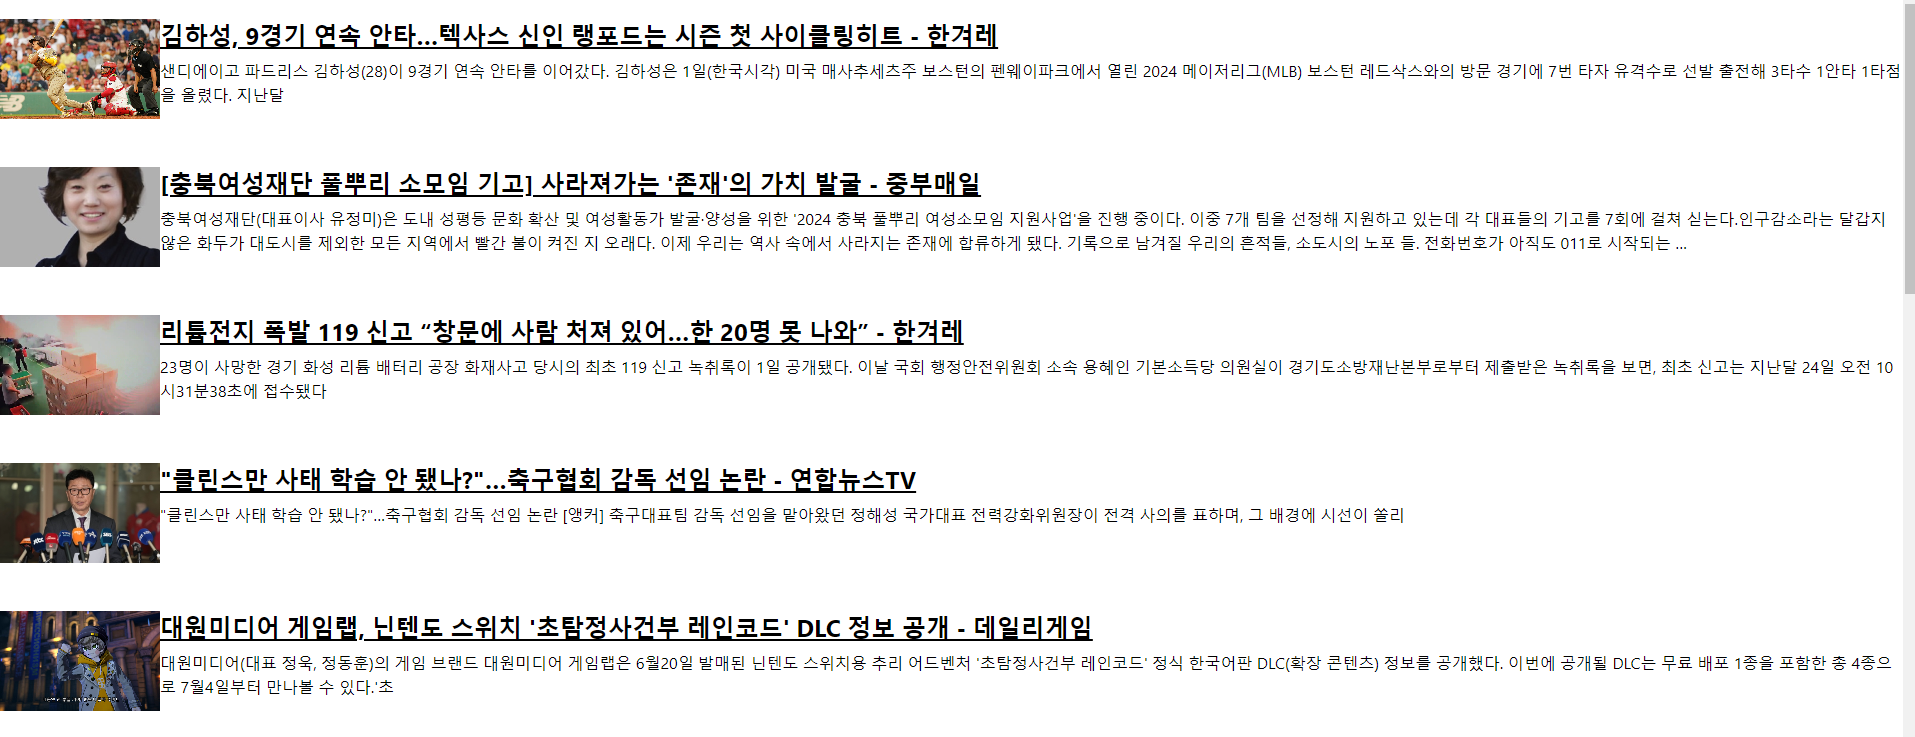 김하성, 9경기 연속 안타…텍사스 신인 랭포드는 시즌 첫 사이클링히트 - 한겨레
샌디에이고 파드리스 김하성(28)이 9경기 연속 안타를 이어갔다. 김하성은 1일(한국시각) 미국 매사추세츠주 보스턴의 펜웨이파크에서 열린 2024 메이저리그(MLB) 보스턴 레드삭스와의 방문 경기에 7번 타자 유격수로 선발 출전해 3타수 1안타 1타점
을 올렸다. 지난달
[충북여성재단 풀뿌리 소모임 기고] 사라져가는 '존재'의 가치 발굴 - 중부매일
충북여성재단(대표이사 유정미)은 도내 성평등 문화 확산 및 여성활동가 발굴·양성을 위한 '2024 충북 풀뿌리 여성소모임 지원사업'을 진행 중이다. 이중 7개 팀을 선정해 지원하고 있는데 각 대표들의 기고를 7회에 걸쳐 싣는다.인구감소라는 달갑지
않은 화두가 대도시를 제외한 모든 지역에서 빨간 불이 켜진 지 오래다. 이제 우리는 역사 속에서 사라지는 존재에 합류하게 됐다. 기록으로 남겨질 우리의 흔적들, 소도시의 노포 들. 전화번호가 아직도 011로 시작되는 ...
리튬전지 폭발 119 신고 “창문에 사람 처져 있어…한 20명 못 나와” - 한겨레
23명이 사망한 경기 화성 리튬 배터리 공장 화재사고 당시의 최초 119 신고 녹취록이 1일 공개됐다. 이날 국회 행정안전위원회 소속 용혜인 기본소득당 의원실이 경기도소방재난본부로부터 제출받은 녹취록을 보면, 최초 신고는 지난달 24일 오전 10
시31분38초에 접수됐다
"클린스만 사태 학습 안 됐나?"…축구협회 감독 선임 논란 - 연합뉴스TV
"클린스만 사태 학습 안 됐나?"…축구협회 감독 선임 논란 [앵커] 축구대표팀 감독 선임을 맡아왔던 정해성 국가대표 전력강화위원장이 전격 사의를 표하며, 그 배경에 시선이 쏠리
대원미디어 게임랩, 닌텐도 스위치 '초탐정사건부 레인코드' DLC 정보 공개 - 데일리게임
대원미디어(대표 정욱, 정동훈)의 게임 브랜드 대원미디어 게임랩은 6월20일 발매된 닌텐도 스위치용 추리 어드벤처 '초탐정사건부 레인코드' 정식 한국어판 DLC(확장 콘텐츠) 정보를 공개했다. 이번에 공개될 DLC는 무료 배포 1종을 포함한 총 4종으
로 7월4일부터 만나볼 수 있다.'초